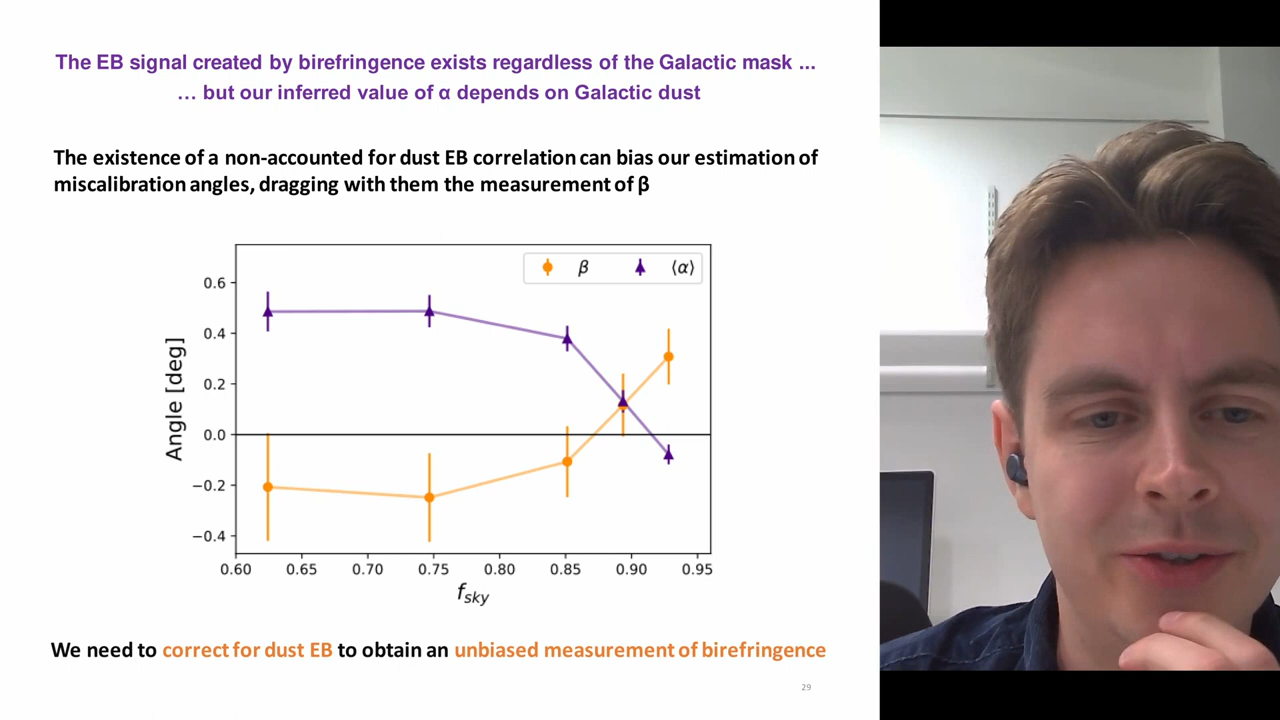 The EB signal created by birefringence exists regardless of the Galactic mask ...
... but our inferred value of α depends on Galactic dust
The existence of a non-accounted for dust EB correlation can bias our estimation of
miscalibration angles, dragging with them the measurement of β
β ⟨α⟩
0.6
0.4
0.2
0.0
−0.2
−0.4
Angle [deg]
0.60 0.65 0.70 0.75 0.80 0.85 0.90 0.95
fsky
We need to correct for dust EB to obtain an unbiased measurement of birefringence
29